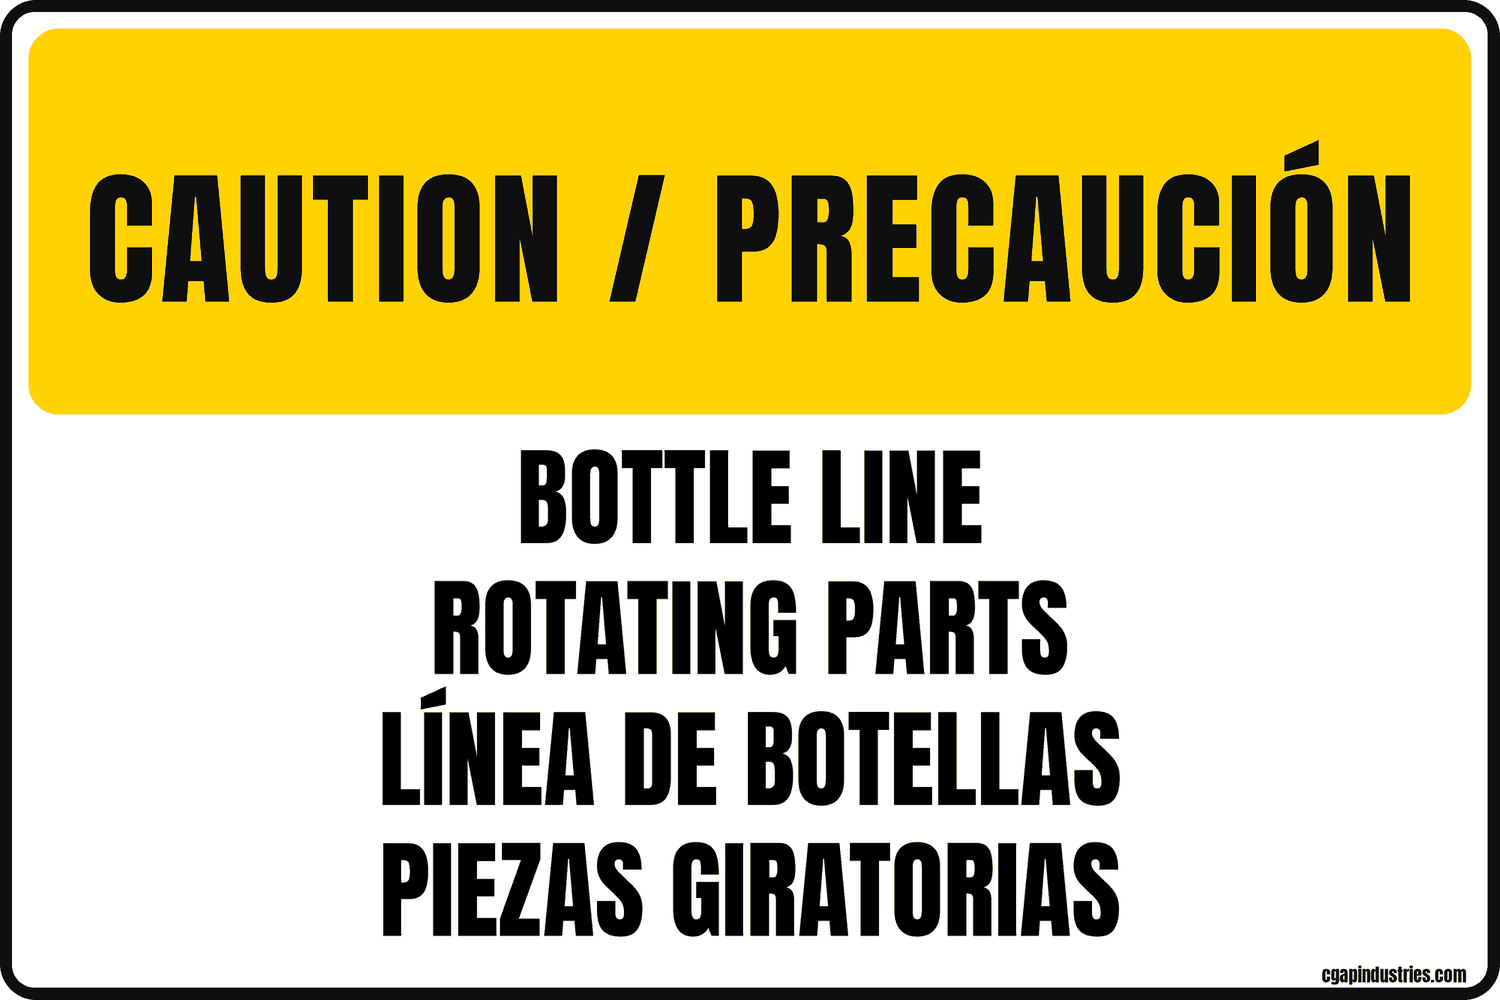 CAUTION / PRECAUCIÓN
BOTTLE LINE
ROTATING PARTS
LÍNEA DE BOTELLAS
PIEZAS GIRATORIAS
cgapindustries.com